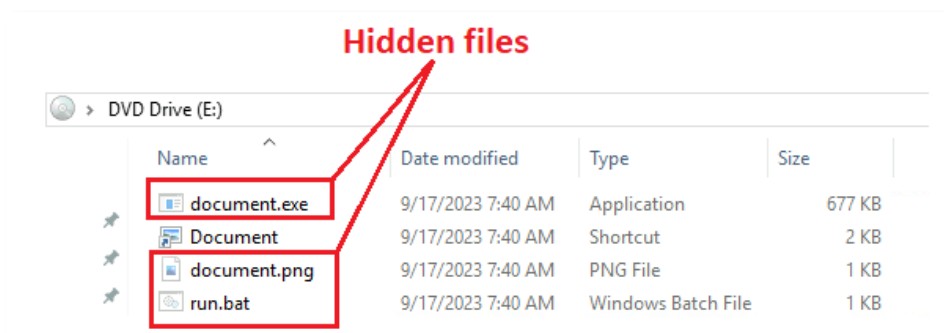 Hidden files
DVD Drive (E:)
Name Date modified Type Size
document.exe 9/17/2023 7:40 AM Application 677 KB
Document 9/17/2023 7:40 AM Shortcut 2 KB
document.png 9/17/2023 7:40 AM PNG File 1 KB
run.bat 9/17/2023 7:40 AM Windows Batch File 1 KB